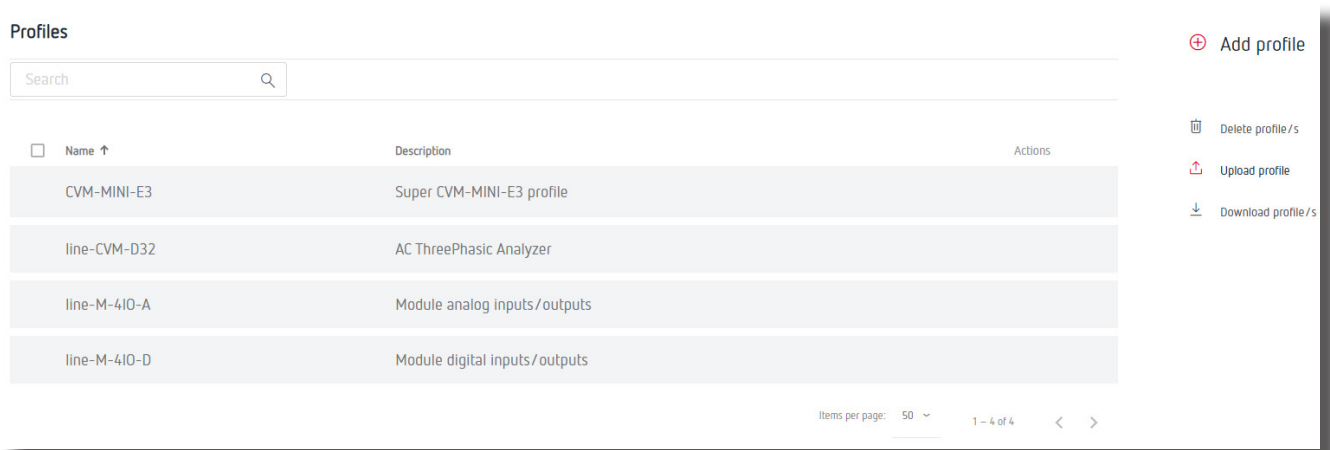 Profiles
Add profile
Search
Delete profile/s
Name ↑ Description Actions
Upload profile
CVM-MINI-E3 Super CVM-MINI-E3 profile
Download profile/s
line-CVM-D32 AC ThreePhasic Analyzer
line-M-4IO-A Module analog inputs/outputs
line-M-4IO-D Module digital inputs/outputs
Items per page: 50 1 – 4 of 4